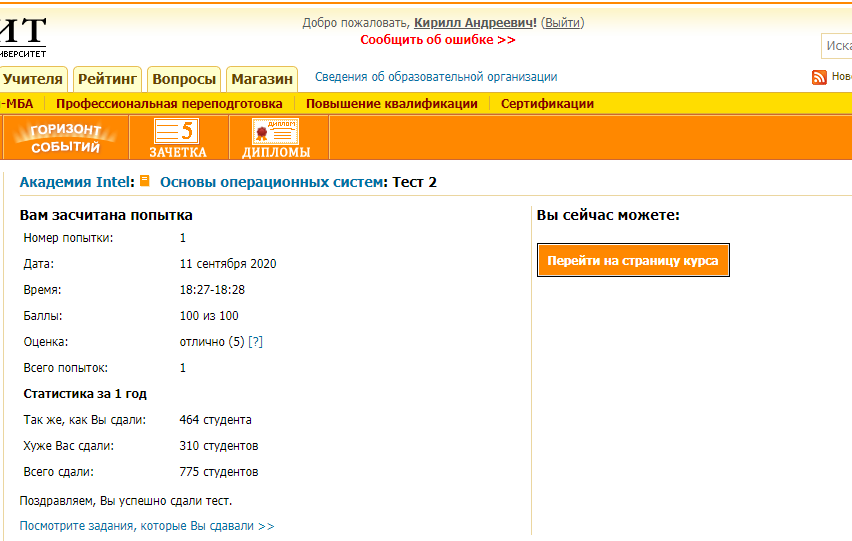 ИТ
ИВЕРСИТЕТ
Добро пожаловать, Кирилл Андреевич! (Выйти)
Сообщить об ошибке >>
Иска
Учителя Рейтинг Вопросы Магазин Сведения об образовательной организации Нов
-МБА Профессиональная переподготовка Повышение квалификации Сертификации
ГОРИЗОНТ СОБЫТИЙ
5
ЗАЧЕТКА
ДИПЛОМ
ДИПЛОМЫ
Академия Intel: Основы операционных систем: Тест 2
Вам засчитана попытка
Номер попытки: 1
Дата: 11 сентября 2020
Время: 18:27-18:28
Баллы: 100 из 100
Оценка: отлично (5) [?]
Всего попыток: 1
Статистика за 1 год
Так же, как Вы сдали: 464 студента
Хуже Вас сдали: 310 студентов
Всего сдали: 775 студентов
Поздравляем, Вы успешно сдали тест.
Посмотрите задания, которые Вы сдавали >>
Вы сейчас можете:
Перейти на страницу курса